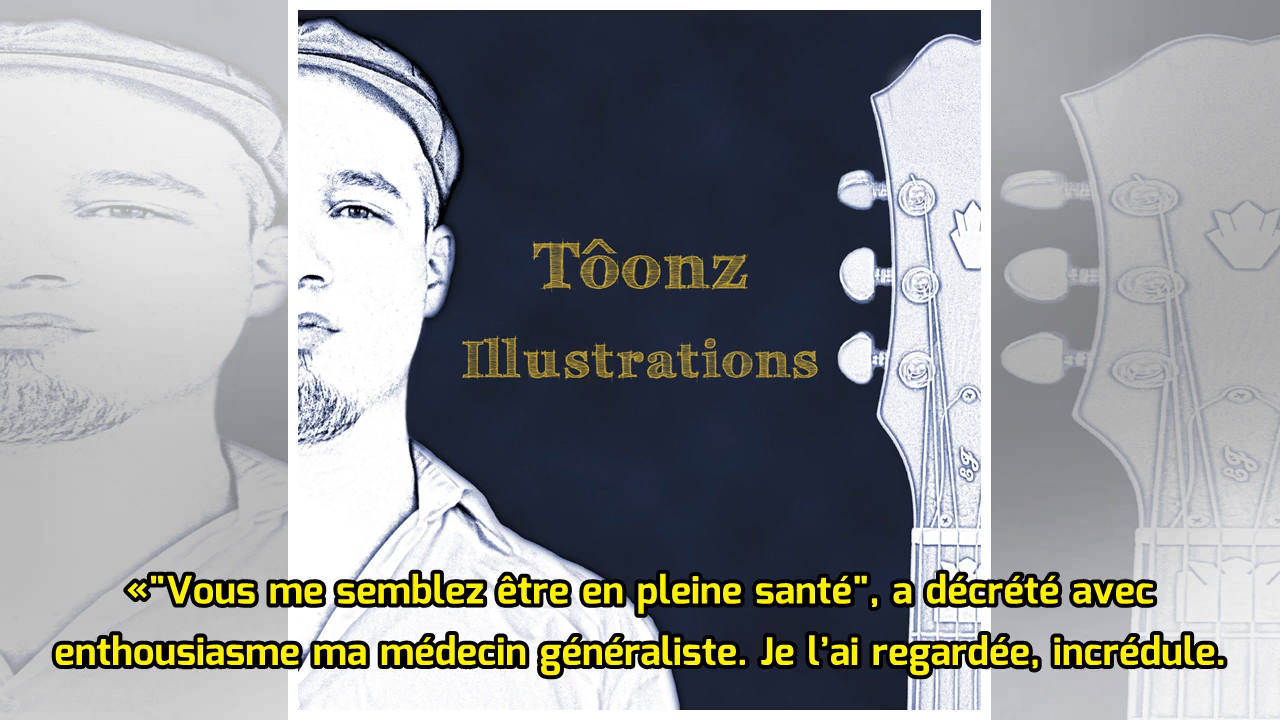 Tôonz
Illustrations
«"Vous me semblez être en pleine santé", a décrété avec
enthousiasme ma médecin généraliste. Je l’ai regardée, incrédule.